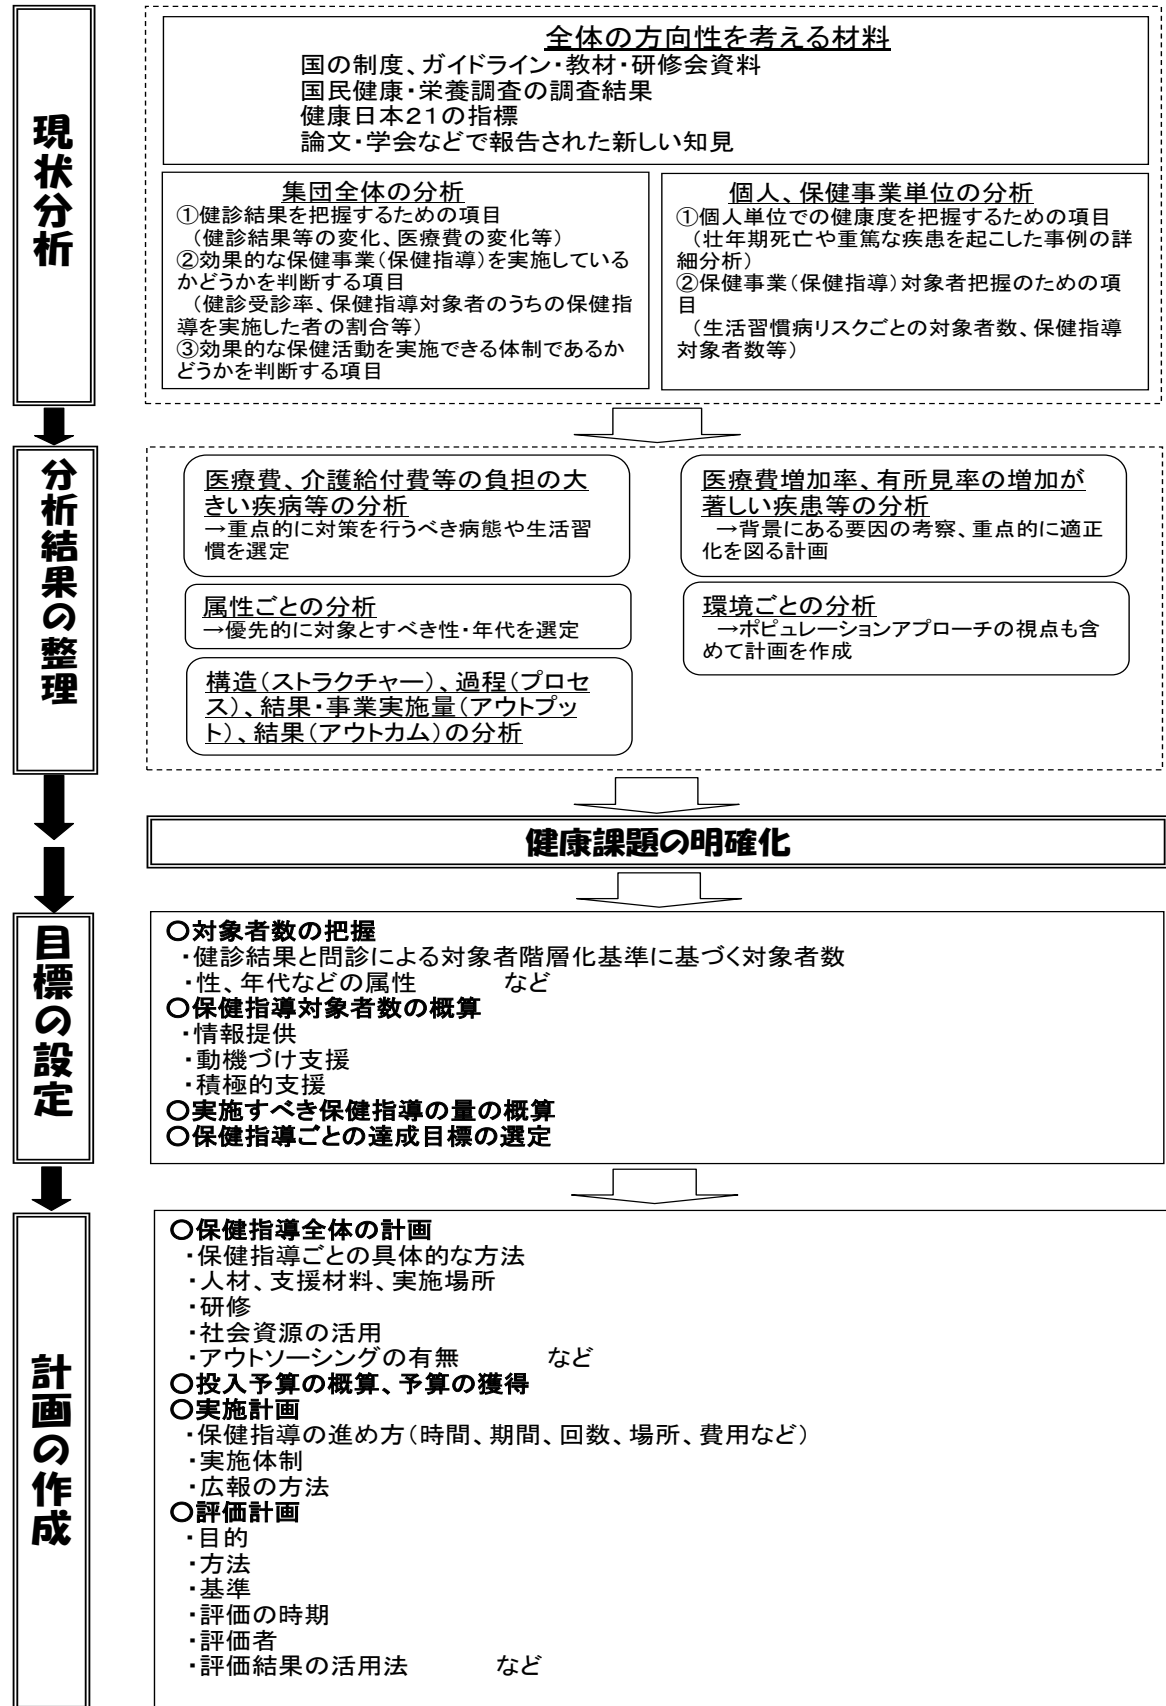 現状分析
全体の方向性を考える材料
国の制度、ガイドライン・教材・研修会資料
国民健康・栄養調査の調査結果
健康日本21の指標
論文・学会などで報告された新しい知見
集団全体の分析
①健診結果を把握するための項目
(健診結果等の変化、医療費の変化等)
②効果的な保健事業(保健指導)を実施している
かどうかを判断する項目
(健診受診率、保健指導対象者のうちの保健指
導を実施した者の割合等)
③効果的な保健活動を実施できる体制であるか
どうかを判断する項目
個人、保健事業単位の分析
①個人単位での健康度を把握するための項目
(壮年期死亡や重篤な疾患を起こした事例の詳
細分析)
②保健事業(保健指導)対象者把握のための項
目
(生活習慣病リスクごとの対象者数、保健指導
対象者数等)
分析結果の整理
医療費、介護給付費等の負担の大
きい疾病等の分析
→重点的に対策を行うべき病態や生活習
慣を選定
医療費増加率、有所見率の増加が
著しい疾患等の分析
→背景にある要因の考察、重点的に適正
化を図る計画
属性ごとの分析
→優先的に対象とすべき性・年代を選定
環境ごとの分析
→ポピュレーションアプローチの視点も含
めて計画を作成
構造(ストラクチャー)、過程(プロセ
ス)、結果・事業実施量(アウトプッ
ト)、結果(アウトカム)の分析
健康課題の明確化
目標の設定
○対象者数の把握
・健診結果と問診による対象者階層化基準に基づく対象者数
・性、年代などの属性 など
○保健指導対象者数の概算
・情報提供
・動機づけ支援
・積極的支援
○実施すべき保健指導の量の概算
○保健指導ごとの達成目標の選定
計画の作成
○保健指導全体の計画
・保健指導ごとの具体的な方法
・人材、支援材料、実施場所
・研修
・社会資源の活用
・アウトソーシングの有無 など
○投入予算の概算、予算の獲得
○実施計画
・保健指導の進め方(時間、期間、回数、場所、費用など)
・実施体制
・広報の方法
○評価計画
・目的
・方法
・基準
・評価の時期
・評価者
・評価結果の活用法 など